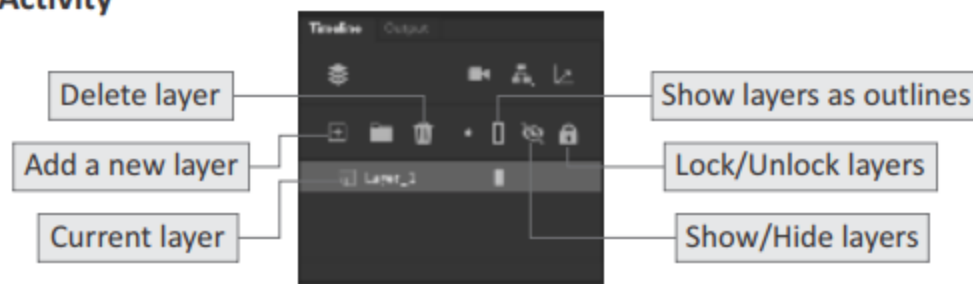 Activity
Timeline Output
Delete layer
Show layers as outlines
Add a new layer
Lock/Unlock layers
Layer_1
Current layer
Show/Hide layers